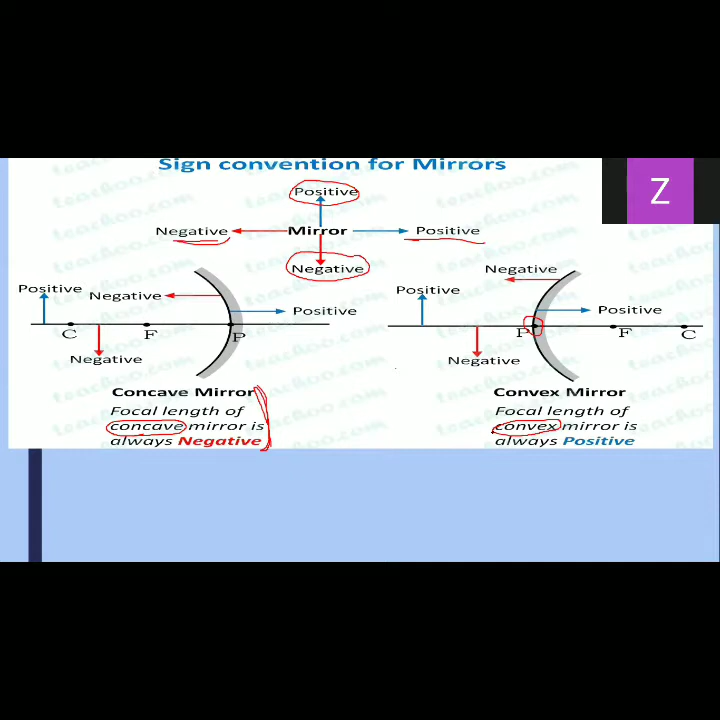 Sign convention for Mirrors
Z
Positive
Negative Mirror Positive
Negative
Positive Negative Positive
C F P
Negative
Concave Mirror
Focal length of
concave mirror is
always Negative
Negative
Positive Positive
P F C
Negative
Convex Mirror
Focal length of
convex mirror is
always Positive